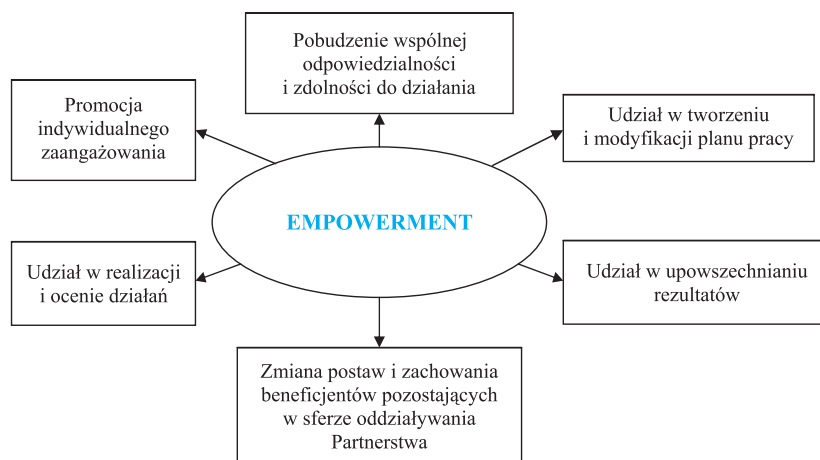 Pobudzenie wspólnej
odpowiedzialności
i zdolności do działania
Promocja
indywidualnego
zaangażowania
Udział w tworzeniu
i modyfikacji planu pracy
EMPOWERMENT
Udział w realizacji
i ocenie działań
Udział w upowszechnianiu
rezultatów
Zmiana postaw i zachowania
beneficjentów pozostających
w sferze oddziaływania
Partnerstwa